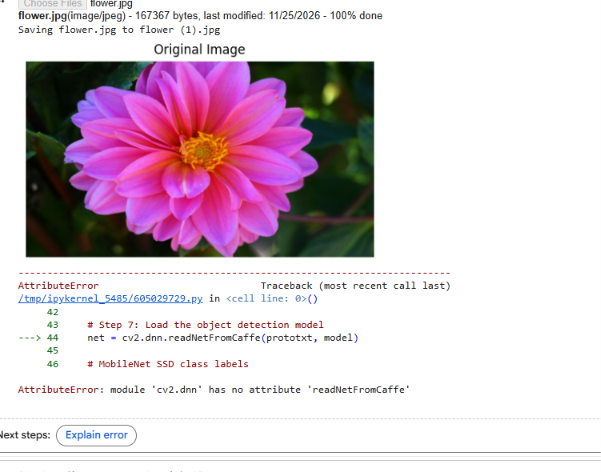 Choose Files flower.jpg
flower.jpg(image/jpeg) - 167367 bytes, last modified: 11/25/2026 - 100% done
Saving flower.jpg to flower (1).jpg
Original Image
---------------------------------------------------------------------------
AttributeError                            Traceback (most recent call last)
/tmp/ipykernel_5485/605029729.py in <cell line: 0>()
     42
     43     # Step 7: Load the object detection model
---> 44     net = cv2.dnn.readNetFromCaffe(prototxt, model)
     45
     46     # MobileNet SSD class labels
AttributeError: module 'cv2.dnn' has no attribute 'readNetFromCaffe'
Next steps: Explain error